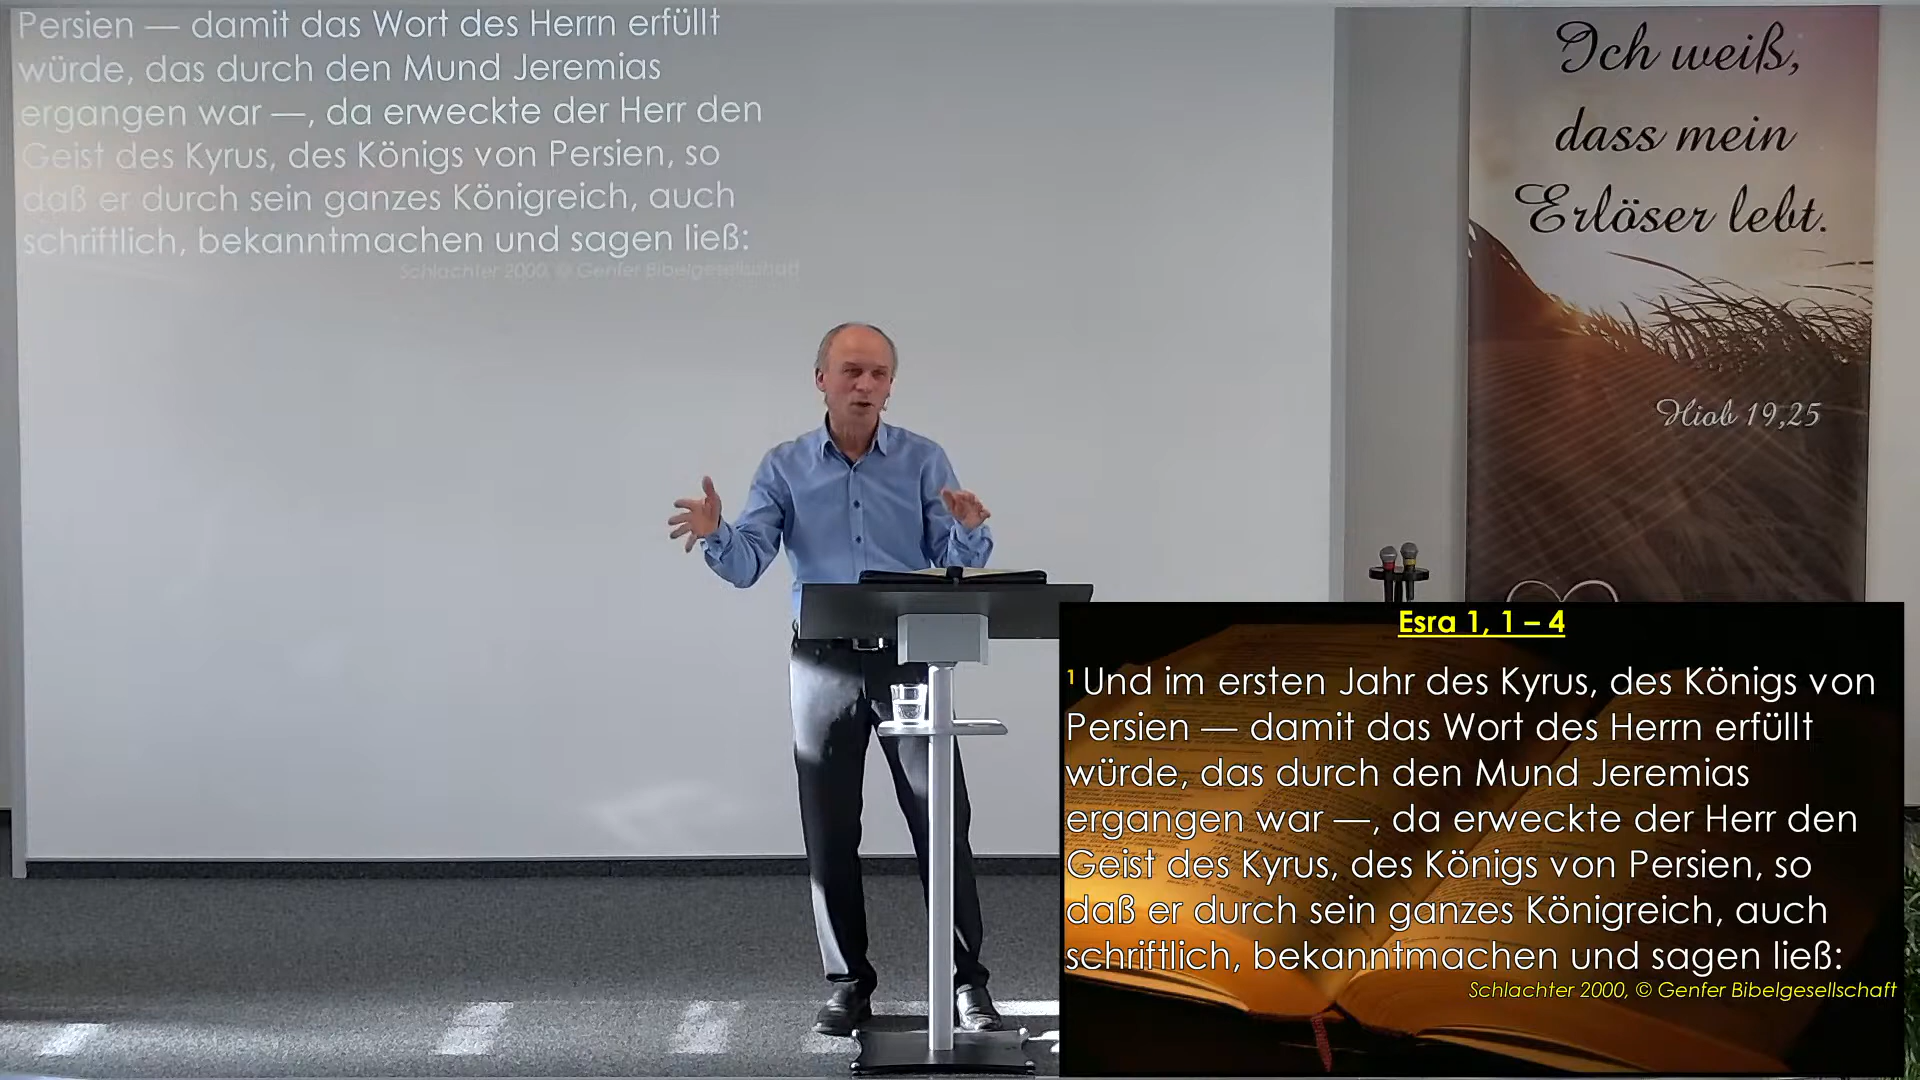 Persien — damit das Wort des Herrn erfüllt
würde, das durch den Mund Jeremias
ergangen war —, da erweckte der Herr den
Geist des Kyrus, des Königs von Persien, so
daß er durch sein ganzes Königreich, auch
schriftlich, bekanntmachen und sagen ließ:
Schlachter 2000, © Genfer Bibelgesellschaft
Ich weiß,
dass mein
Erlöser lebt.
Hiob 19,25
Esra 1, 1 – 4
1 Und im ersten Jahr des Kyrus, des Königs von
Persien — damit das Wort des Herrn erfüllt
würde, das durch den Mund Jeremias
ergangen war —, da erweckte der Herr den
Geist des Kyrus, des Königs von Persien, so
daß er durch sein ganzes Königreich, auch
schriftlich, bekanntmachen und sagen ließ:
Schlachter 2000, © Genfer Bibelgesellschaft